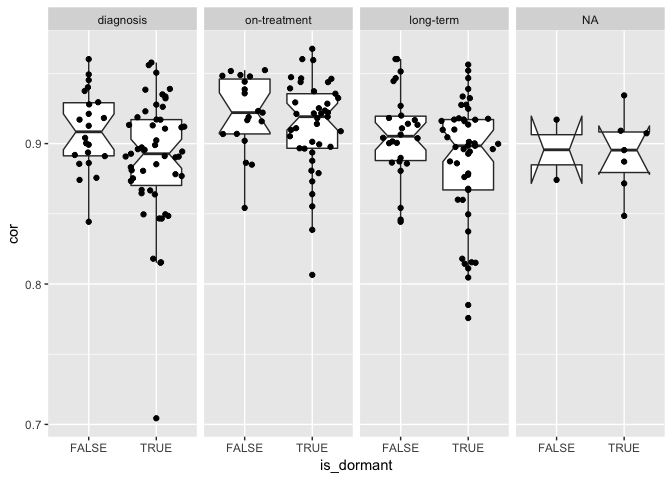 diagnosis on-treatment long-term NA
cor
0.9
0.8
0.7
FALSE TRUE FALSE TRUE FALSE TRUE FALSE TRUE
is_dormant